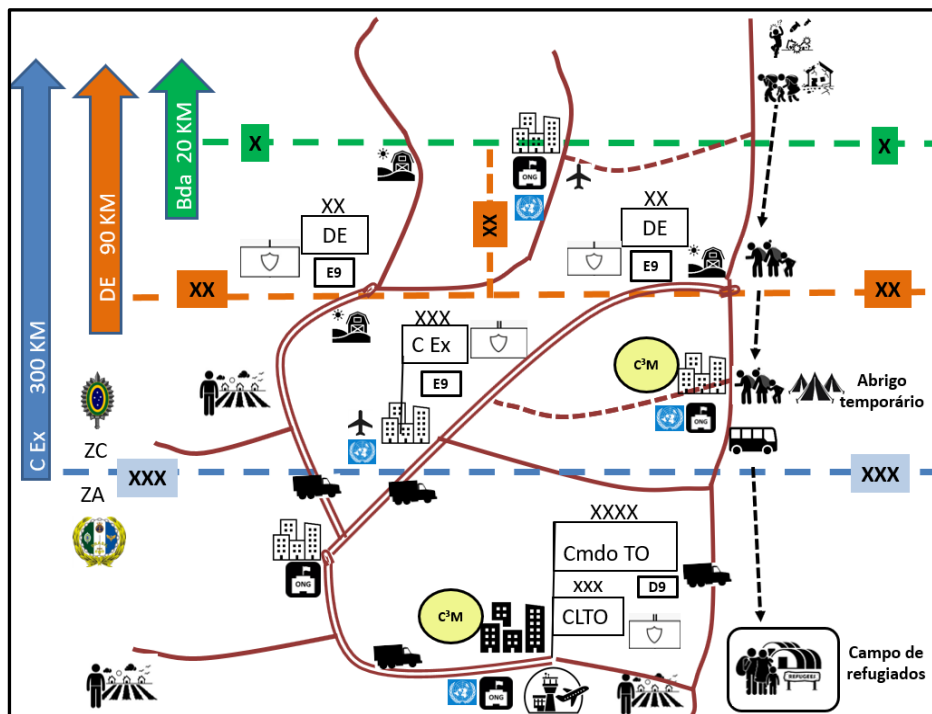 C Ex 300 KM
DE 90 KM
Bda 20 KM
X
X
ONG
XX
DE
E9
XX
XX
DE
E9
XX
XX
XXX
C Ex
E9
C³M
ONG
Abrigo
temporário
ZC
XXX
XXX
ZA
ONG
XXXX
Cmdo TO
D9
XXX
CLTO
C³M
ONG
REFUGEES
Campo de
refugiados